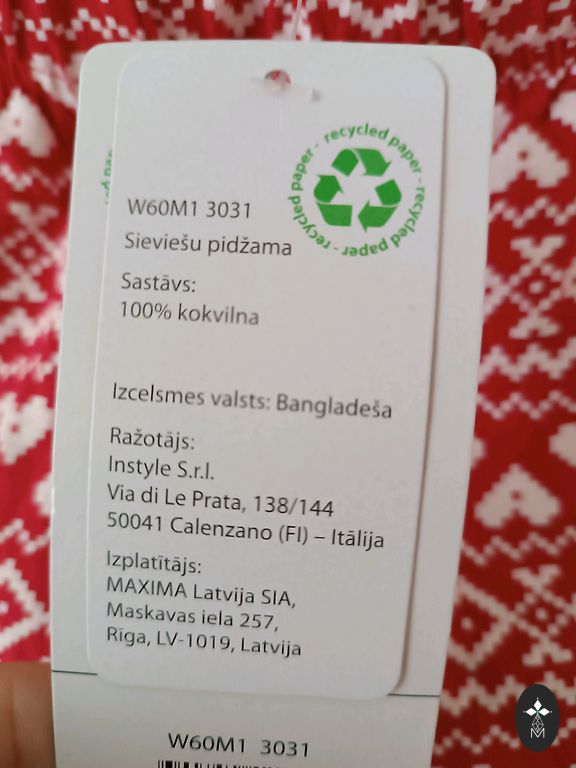 recycled paper - recycled paper - recycled paper -
W60M1 3031
Sieviešu pidžama
Sastāvs:
100% kokvilna
Izcelsmes valsts: Bangladeša
Ražotājs:
Instyle S.r.l.
Via di Le Prata, 138/144
50041 Calenzano (FI) – Itālija
Izplatītājs:
MAXIMA Latvija SIA,
Maskavas iela 257,
Rīga, LV-1019, Latvija
W60M1 3031
M